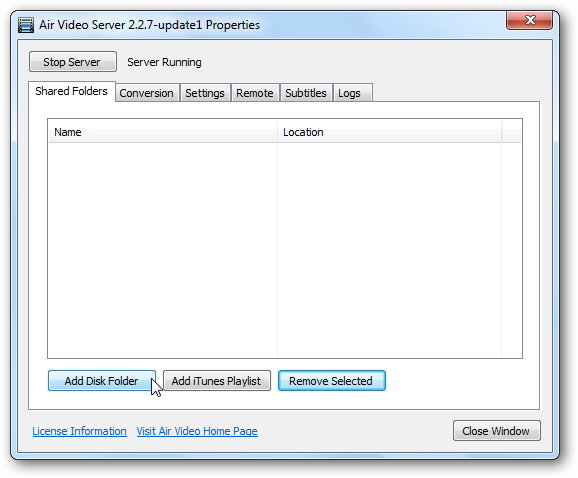 Air Video Server 2.2.7-update1 Properties
Stop Server Server Running
Shared Folders Conversion Settings Remote Subtitles Logs
Name Location
Add Disk Folder Add iTunes Playlist Remove Selected
License Information Visit Air Video Home Page Close Window